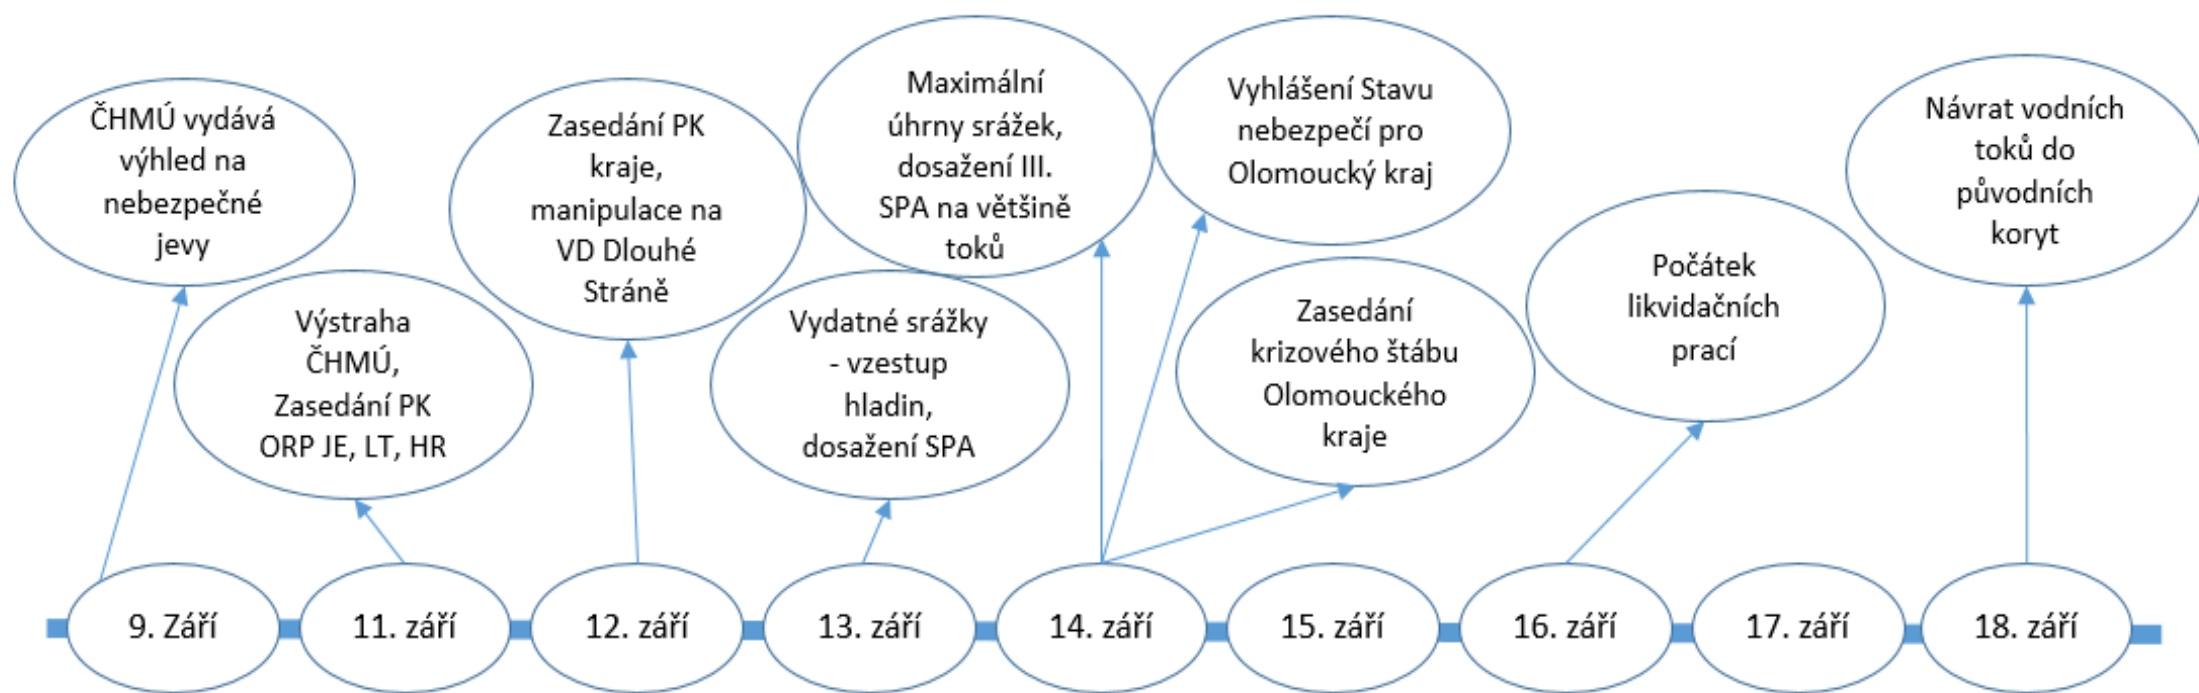 ČHMÚ vydává
výhled na
nebezpečné
jevy
Výstraha
ČHMÚ,
Zasedání PK
ORP JE, LT, HR
Zasedání PK
kraje,
manipulace na
VD Dlouhé
Stráně
Vydatné srážky
- vzestup
hladin,
dosažení SPA
Maximální
úhrny srážek,
dosažení III.
SPA na většině
toků
Vyhlášení Stavu
nebezpečí pro
Olomoucký kraj
Zasedání
krizového štábu
Olomouckého
kraje
Počátek
likvidačních
prací
Návrat vodních
toků do
původních
koryt
9. Září
11. září
12. září
13. září
14. září
15. září
16. září
17. září
18. září